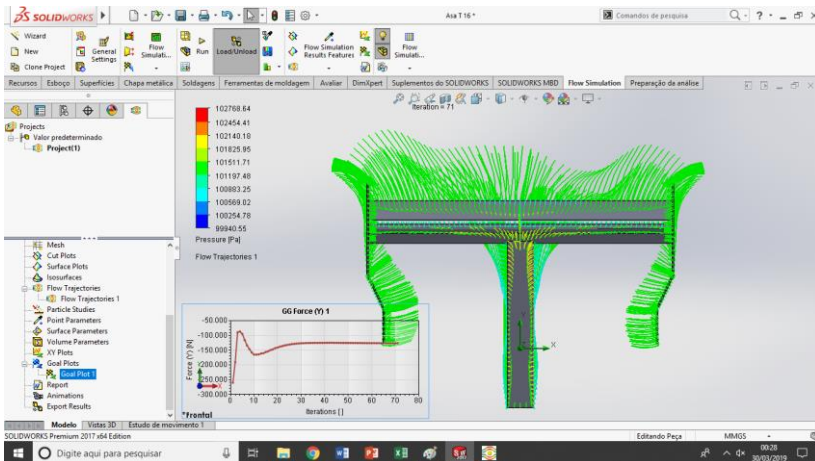 SOLIDWORKS
Asa T 16 *
Comandos de pesquisa
Wizard
New
Clone Project
General Settings
Flow Simulati...
Run
Load/Unload
Flow Simulation Results Features
Flow Simulati...
Recursos Esboço Superfícies Chapa metálica Soldagens Ferramentas de moldagem Avaliar DimXpert Suplementos do SOLIDWORKS SOLIDWORKS MBD Flow Simulation Preparação da análise
Iteration = 71
Projects
Valor predeterminado
Project(1)
102768.64
102454.41
102140.18
101825.95
101511.71
101197.48
100883.25
100569.02
100254.78
99940.55
Pressure [Pa]
Flow Trajectories 1
Mesh
Cut Plots
Surface Plots
Isosurfaces
Flow Trajectories
Flow Trajectories 1
Particle Studies
Point Parameters
Surface Parameters
Volume Parameters
XY Plots
Goal Plots
Goal Plot 1
Report
Animations
Export Results
GG Force (Y) 1
-50.000
-100.000
-150.000
-200.000
-250.000
-300.000
Force (Y) [N]
0 10 20 30 40 50 60 70 80
Iterations [ ]
*Frontal
Y
X
Modelo Vistas 3D Estudo de movimento 1
SOLIDWORKS Premium 2017 x64 Edition
Editando Peça
MMGS
Digite aqui para pesquisar
00:28
30/03/2019